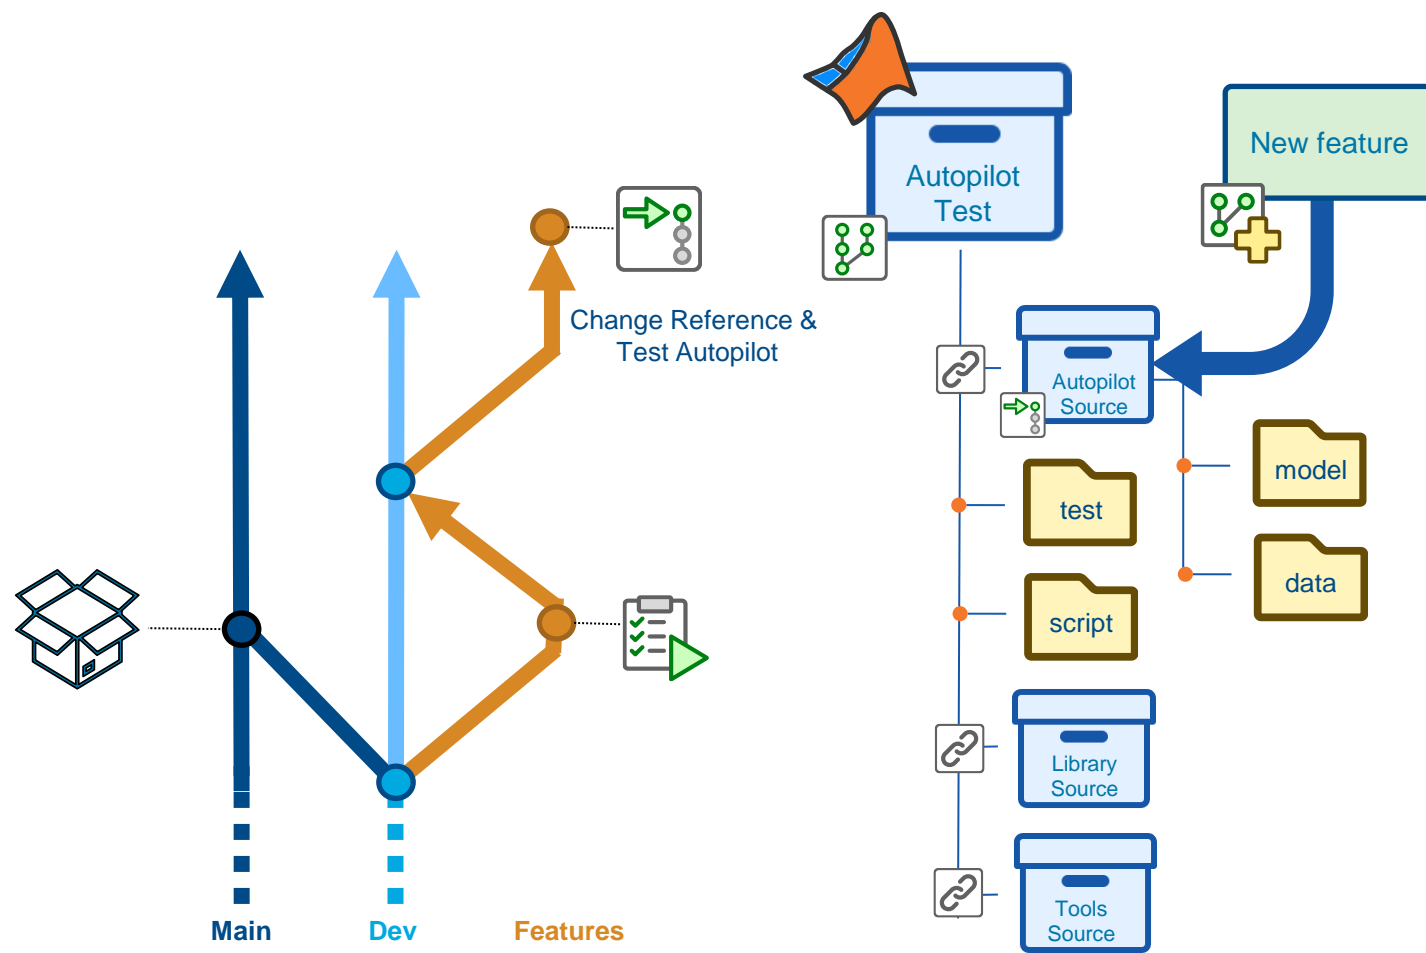 Autopilot
Test
New feature
Change Reference &
Test Autopilot
Autopilot
Source
model
test
data
script
Library
Source
Tools
Source
Main
Dev
Features